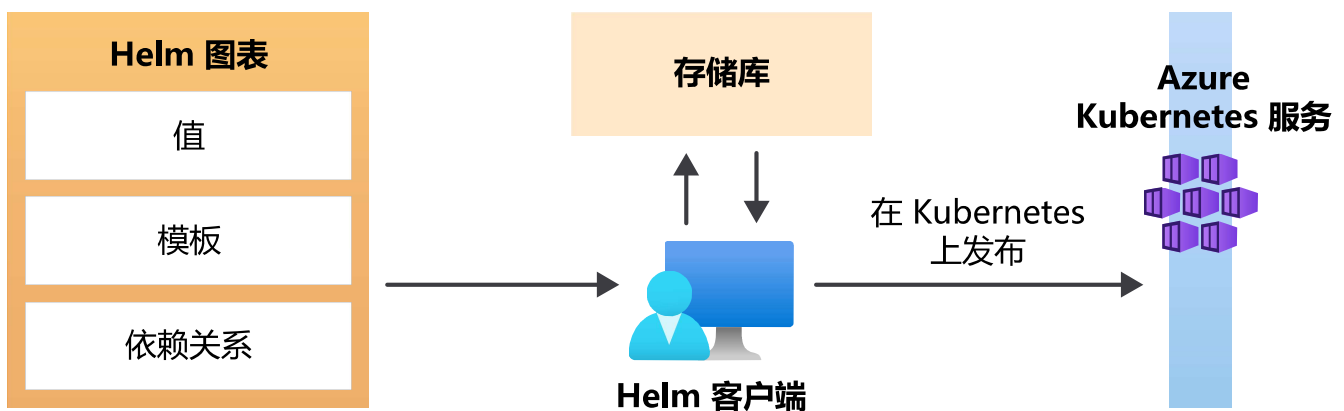 Helm 图表
值
模板
依赖关系
存储库
Helm 客户端
在 Kubernetes
上发布
Azure
Kubernetes 服务